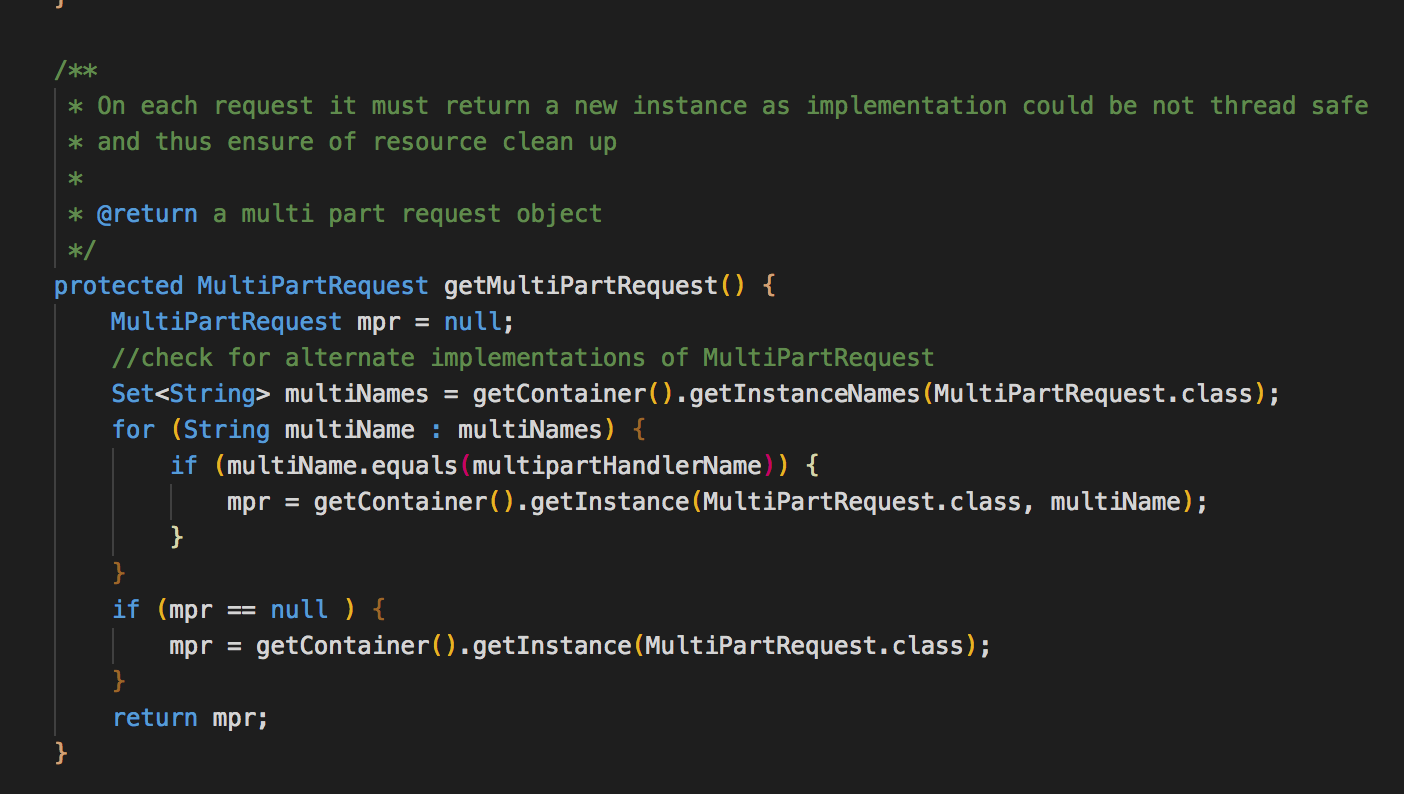 }
/**
* On each request it must return a new instance as implementation could be not thread safe
* and thus ensure of resource clean up
*
* @return a multi part request object
*/
protected MultiPartRequest getMultiPartRequest() {
MultiPartRequest mpr = null;
//check for alternate implementations of MultiPartRequest
Set<String> multiNames = getContainer().getInstanceNames(MultiPartRequest.class);
for (String multiName : multiNames) {
if (multiName.equals(multipartHandlerName)) {
mpr = getContainer().getInstance(MultiPartRequest.class, multiName);
}
}
if (mpr == null ) {
mpr = getContainer().getInstance(MultiPartRequest.class);
}
return mpr;
}